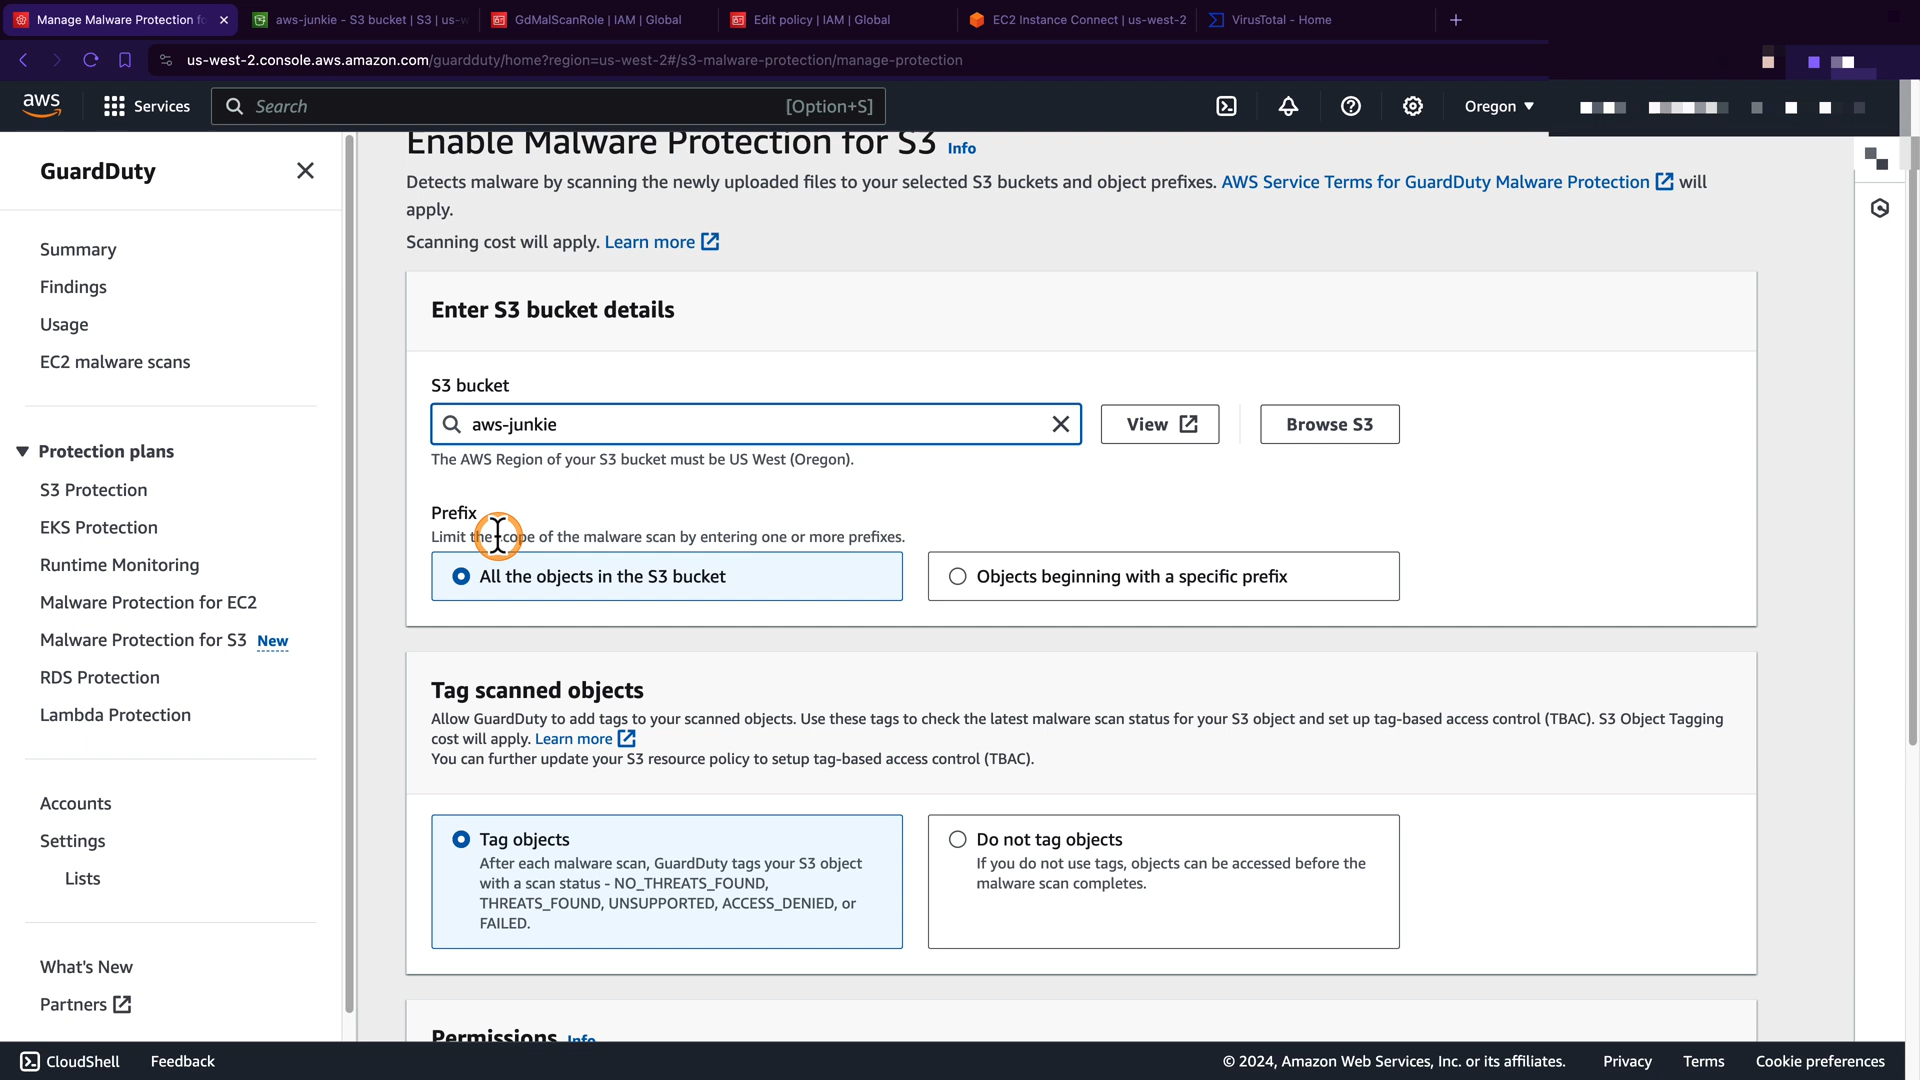 Manage Malware Protection fo
aws-junkie - S3 bucket | S3 | us-w
GdMalScanRole | IAM | Global
Edit policy | IAM | Global
EC2 Instance Connect | us-west-2
VirusTotal - Home
us-west-2.console.aws.amazon.com/guardduty/home?region=us-west-2#/s3-malware-protection/manage-protection
aws
Services
Search
[Option+S]
Oregon
GuardDuty
Summary
Findings
Usage
EC2 malware scans
Protection plans
S3 Protection
EKS Protection
Runtime Monitoring
Malware Protection for EC2
Malware Protection for S3 New
RDS Protection
Lambda Protection
Accounts
Settings
Lists
What's New
Partners
Enable Malware Protection for S3 Info
Detects malware by scanning the newly uploaded files to your selected S3 buckets and object prefixes. AWS Service Terms for GuardDuty Malware Protection will
apply.
Scanning cost will apply. Learn more
Enter S3 bucket details
S3 bucket
aws-junkie
View
Browse S3
The AWS Region of your S3 bucket must be US West (Oregon).
Prefix
Limit the scope of the malware scan by entering one or more prefixes.
All the objects in the S3 bucket
Objects beginning with a specific prefix
Tag scanned objects
Allow GuardDuty to add tags to your scanned objects. Use these tags to check the latest malware scan status for your S3 object and set up tag-based access control (TBAC). S3 Object Tagging
cost will apply. Learn more
You can further update your S3 resource policy to setup tag-based access control (TBAC).
Tag objects
After each malware scan, GuardDuty tags your S3 object
with a scan status - NO_THREATS_FOUND,
THREATS_FOUND, UNSUPPORTED, ACCESS_DENIED, or
FAILED.
Do not tag objects
If you do not use tags, objects can be accessed before the
malware scan completes.
Permissions Info
CloudShell
Feedback
© 2024, Amazon Web Services, Inc. or its affiliates.
Privacy
Terms
Cookie preferences